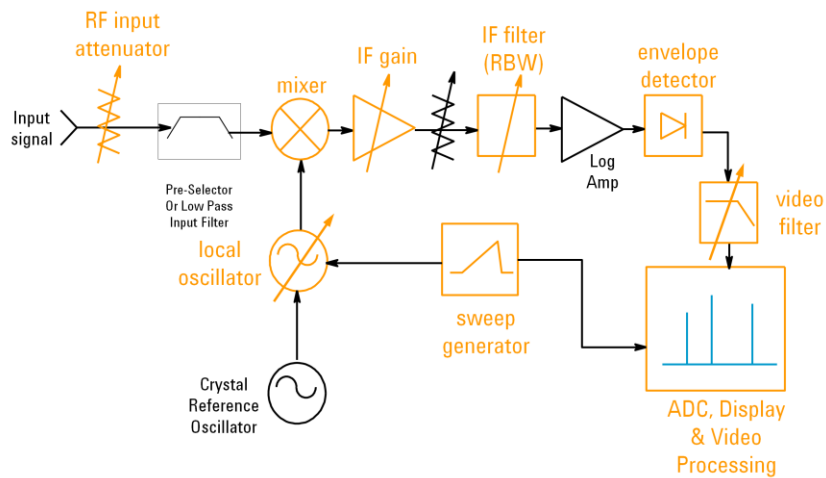 RF input
attenuator
mixer
IF gain
IF filter
(RBW)
envelope
detector
Input
signal
Log
Amp
Pre-Selector
Or Low Pass
Input Filter
video
filter
local
oscillator
sweep
generator
Crystal
Reference
Oscillator
ADC, Display
& Video
Processing